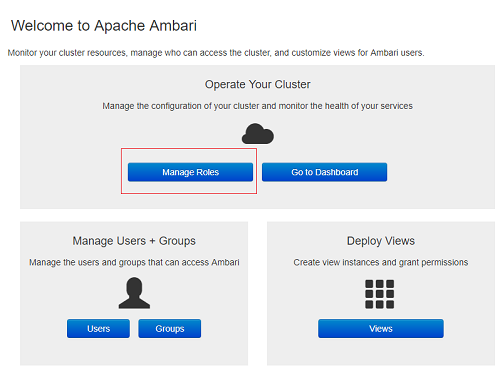 Welcome to Apache Ambari
Monitor your cluster resources, manage who can access the cluster, and customize views for Ambari users.
Operate Your Cluster
Manage the configuration of your cluster and monitor the health of your services
Manage Roles
Go to Dashboard
Manage Users + Groups
Manage the users and groups that can access Ambari
Users
Groups
Deploy Views
Create view instances and grant permissions
Views